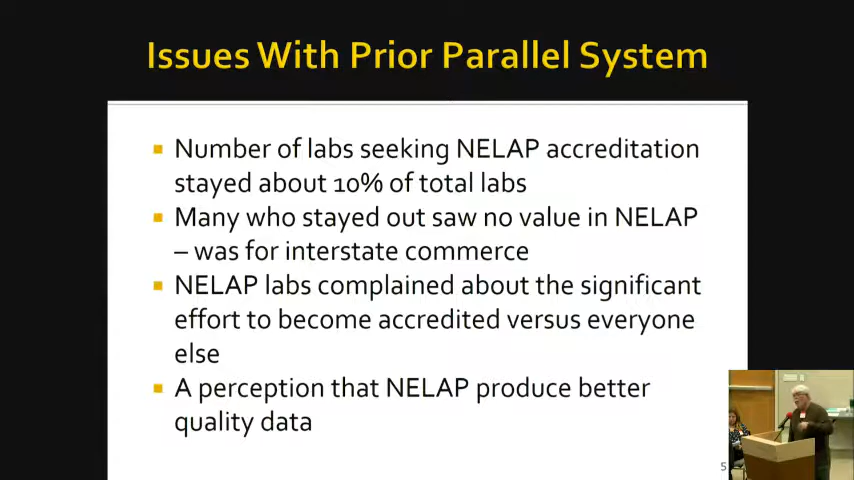 Issues With Prior Parallel System
Number of labs seeking NELAP accreditation
stayed about 10% of total labs
Many who stayed out saw no value in NELAP
– was for interstate commerce
NELAP labs complained about the significant
effort to become accredited versus everyone
else
A perception that NELAP produce better
quality data
5